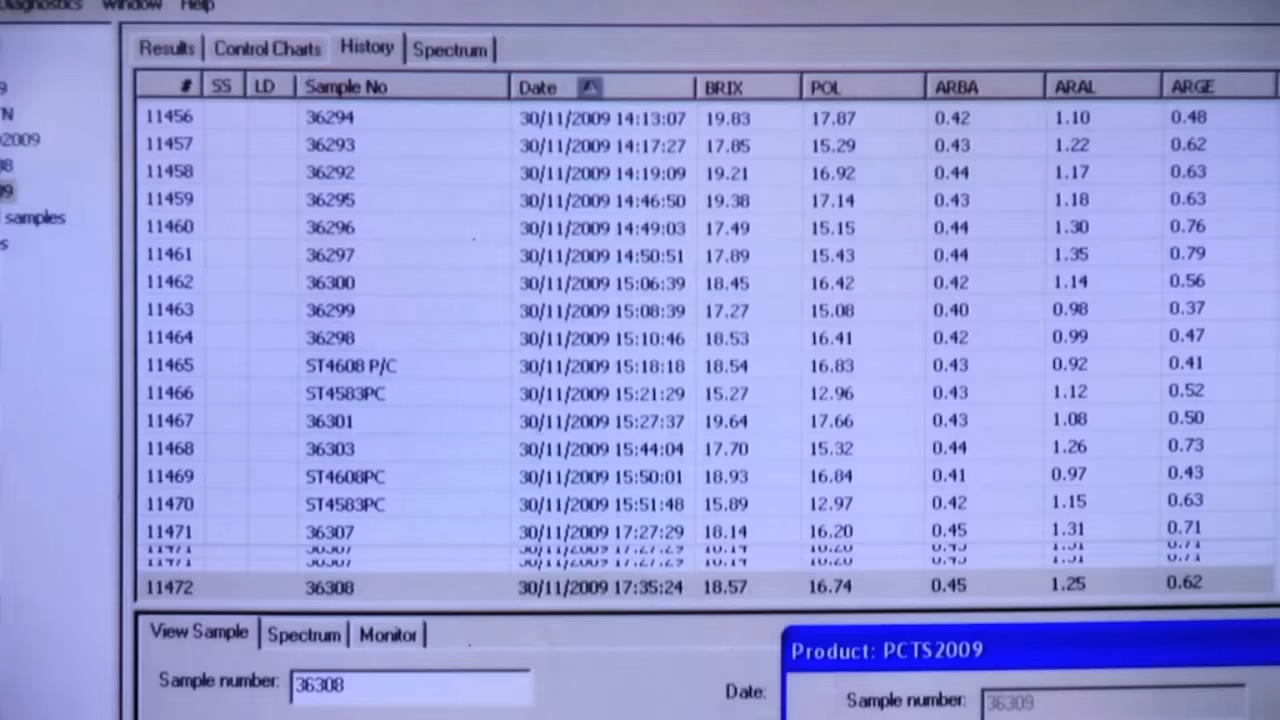 Diagnostics Window Help
Results Control Charts History Spectrum
# SS LD Sample No Date BRIX POL ARBA ARAL ARGE
11456 36294 30/11/2009 14:13:07 19.83 17.87 0.42 1.10 0.48
11457 36293 30/11/2009 14:17:27 17.85 15.29 0.43 1.22 0.62
11458 36292 30/11/2009 14:19:09 19.21 16.92 0.44 1.17 0.63
11459 36295 30/11/2009 14:46:50 19.38 17.14 0.43 1.18 0.63
11460 36296 30/11/2009 14:49:03 17.49 15.15 0.44 1.30 0.76
11461 36297 30/11/2009 14:50:51 17.89 15.43 0.44 1.35 0.79
11462 36300 30/11/2009 15:06:39 18.45 16.42 0.42 1.14 0.56
11463 36299 30/11/2009 15:08:39 17.27 15.08 0.40 0.98 0.37
11464 36298 30/11/2009 15:10:46 18.53 16.41 0.42 0.99 0.47
11465 ST4608 P/C 30/11/2009 15:18:18 18.54 16.83 0.43 0.92 0.41
11466 ST4583PC 30/11/2009 15:21:29 15.27 12.96 0.43 1.12 0.52
11467 36301 30/11/2009 15:27:37 19.64 17.66 0.43 1.08 0.50
11468 36303 30/11/2009 15:44:04 17.70 15.32 0.44 1.26 0.73
11469 ST4608PC 30/11/2009 15:50:01 18.93 16.84 0.41 0.97 0.43
11470 ST4583PC 30/11/2009 15:51:48 15.89 12.97 0.42 1.15 0.63
11471 36307 30/11/2009 17:27:29 18.14 16.20 0.45 1.31 0.71
11472 36308 30/11/2009 17:35:24 18.57 16.74 0.45 1.25 0.62
2009
samples
View Sample Spectrum Monitor
Sample number: 36308 Date:
Product: PCTS2009
Sample number: 36309